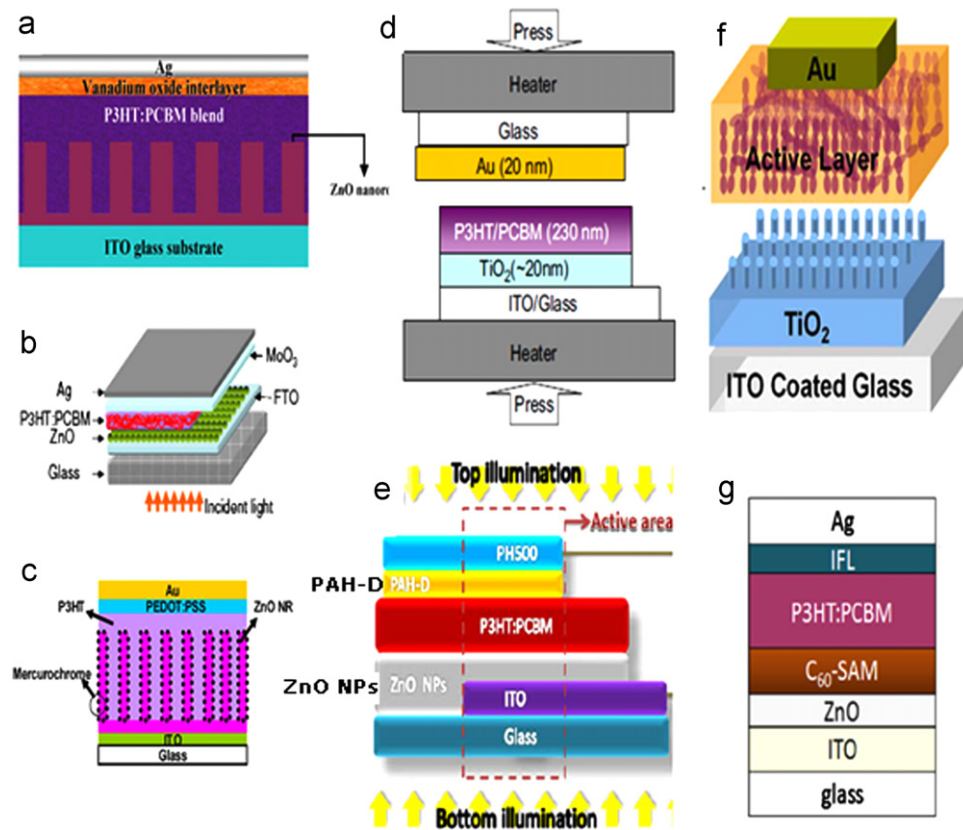 a
Ag
Vanadium oxide interlayer
P3HT:PCBM blend
ZnO nanoro
ITO glass substrate
b
Ag
P3HT:PCBM
ZnO
Glass
MoO3
FTO
Incident light
c
Au
PEDOT:PSS
P3HT
ZnO NR
Mercurochrome
ITO
Glass
d
Press
Heater
Glass
Au (20 nm)
P3HT/PCBM (230 nm)
TiO2(~20nm)
ITO/Glass
Heater
Press
e
Top illumination
Active area
PH500
PAH-D
PAH-D
P3HT:PCBM
ZnO NPs
ZnO NPs
ITO
Glass
Bottom illumination
f
Au
Active Layer
TiO2
ITO Coated Glass
g
Ag
IFL
P3HT:PCBM
C60-SAM
ZnO
ITO
glass